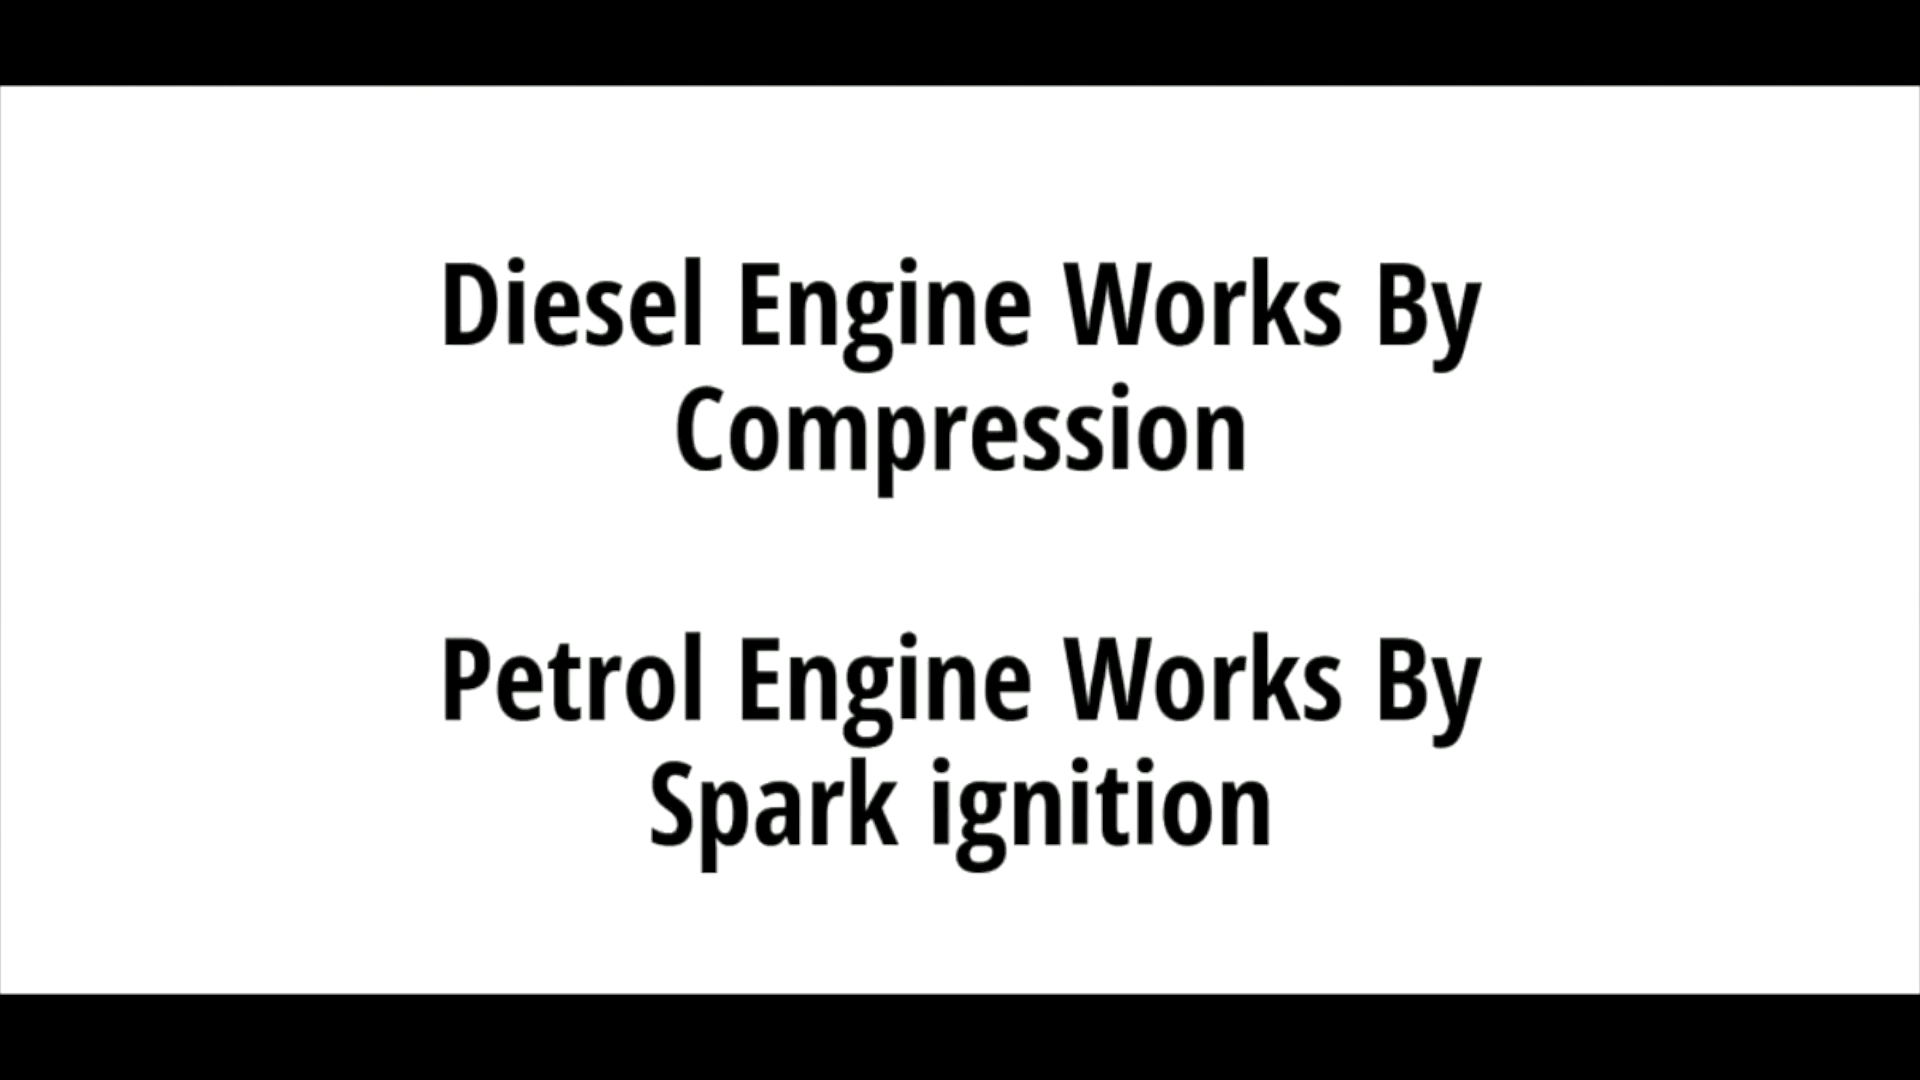 Diesel Engine Works By
Compression
Petrol Engine Works By
Spark ignition